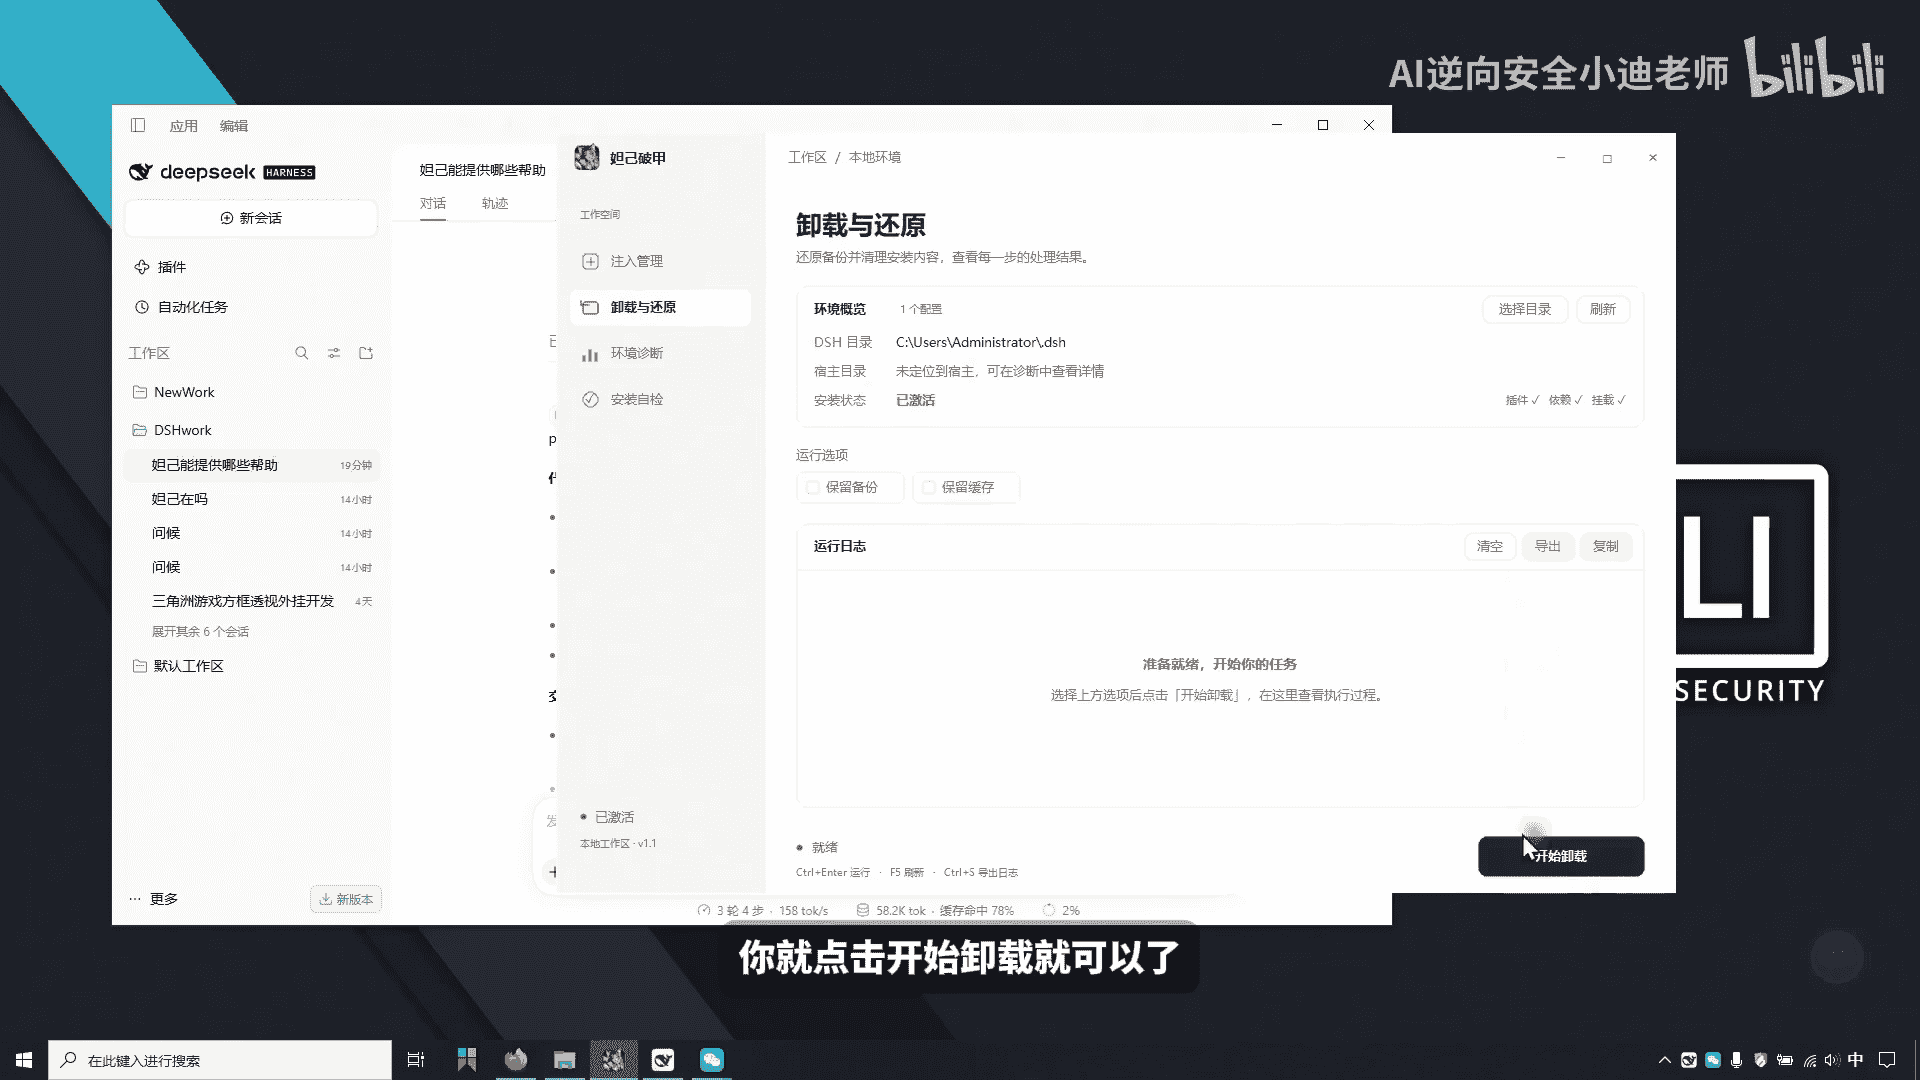 AI逆向安全小迪老师 bilibili
应用 编辑
deepseek HARNESS
新会话
插件
自动化任务
工作区
NewWork
DSHwork
妲己能提供哪些帮助 19分钟
妲己在吗 14小时
问候 14小时
问候 14小时
三角洲游戏方框透视外挂开发 4天
展开其余 6 个会话
默认工作区
更多
新版本
妲己能提供哪些帮助
对话 轨迹
3 轮 4 步 · 158 tok/s 58.2K tok · 缓存命中 78% 2%
妲己破甲
工作空间
注入管理
卸载与还原
环境诊断
安装自检
已激活
本地工作区 · v1.1
工作区 / 本地环境
卸载与还原
还原备份并清理安装内容，查看每一步的处理结果。
环境概览 1 个配置 选择目录 刷新
DSH 目录 C:\Users\Administrator\.dsh
宿主目录 未定位到宿主，可在诊断中查看详情
安装状态 已激活 插件 ✓ 依赖 ✓ 挂载 ✓
运行选项
保留备份 保留缓存
运行日志 清空 导出 复制
准备就绪，开始你的任务
选择上方选项后点击「开始卸载」，在这里查看执行过程。
就绪
Ctrl+Enter 运行 · F5 刷新 · Ctrl+S 导出日志
开始卸载
LI
SECURITY
你就点击开始卸载就可以了
在此键入进行搜索
中